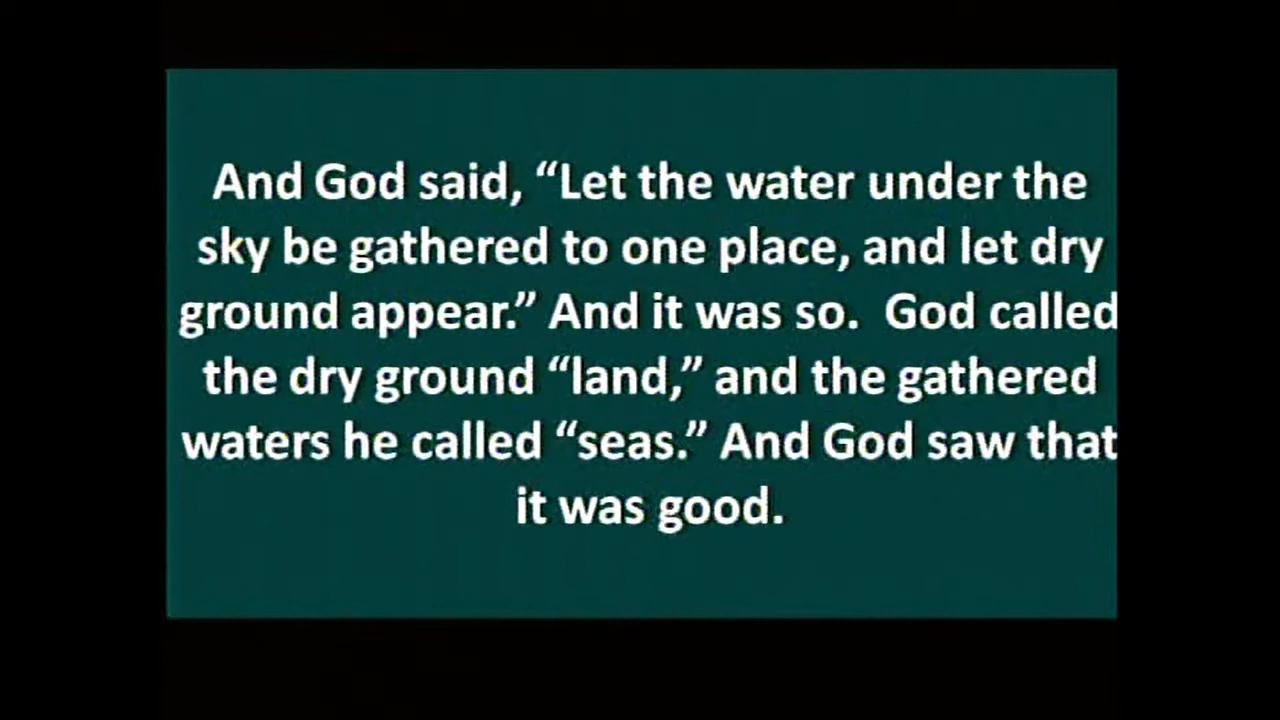 And God said, “Let the water under the
sky be gathered to one place, and let dry
ground appear.” And it was so.  God called
the dry ground “land,” and the gathered
waters he called “seas.” And God saw that
it was good.